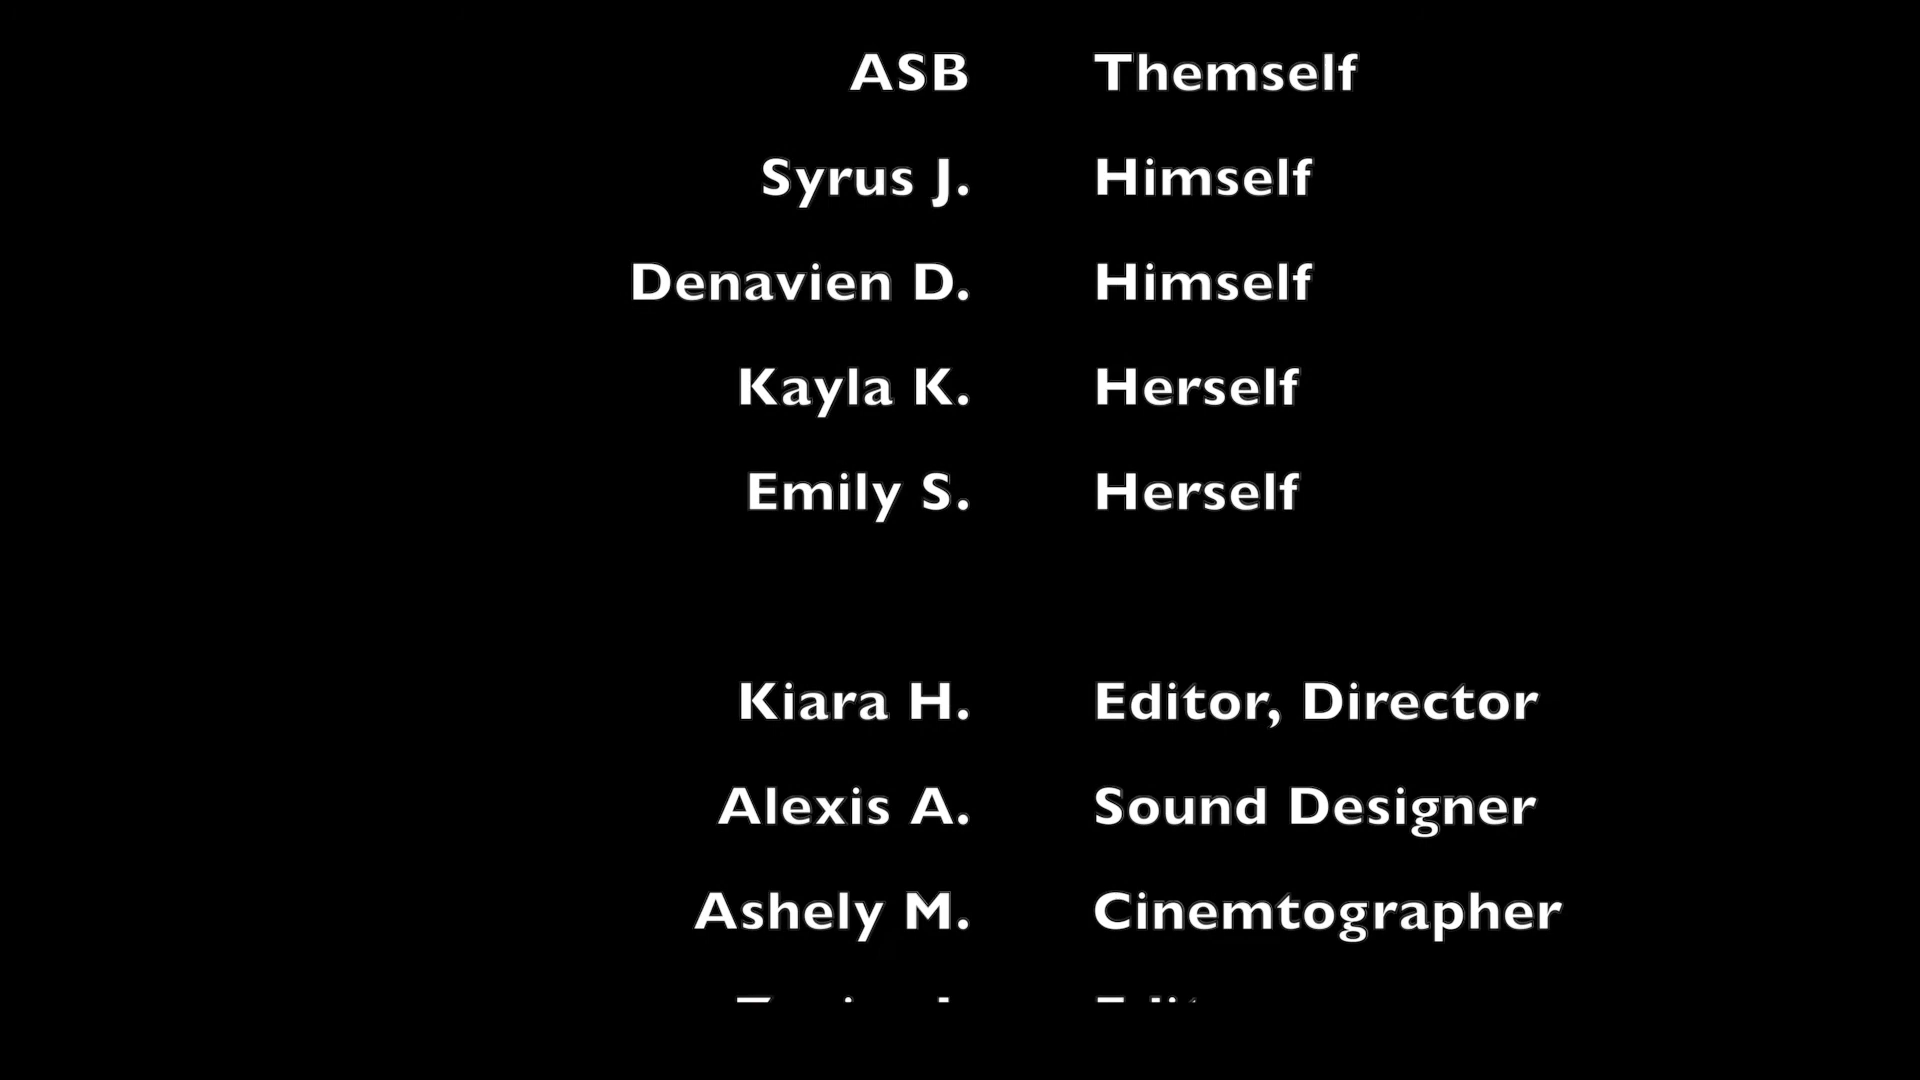 ASB Themself
Syrus J. Himself
Denavien D. Himself
Kayla K. Herself
Emily S. Herself
Kiara H. Editor, Director
Alexis A. Sound Designer
Ashely M. Cinemtographer